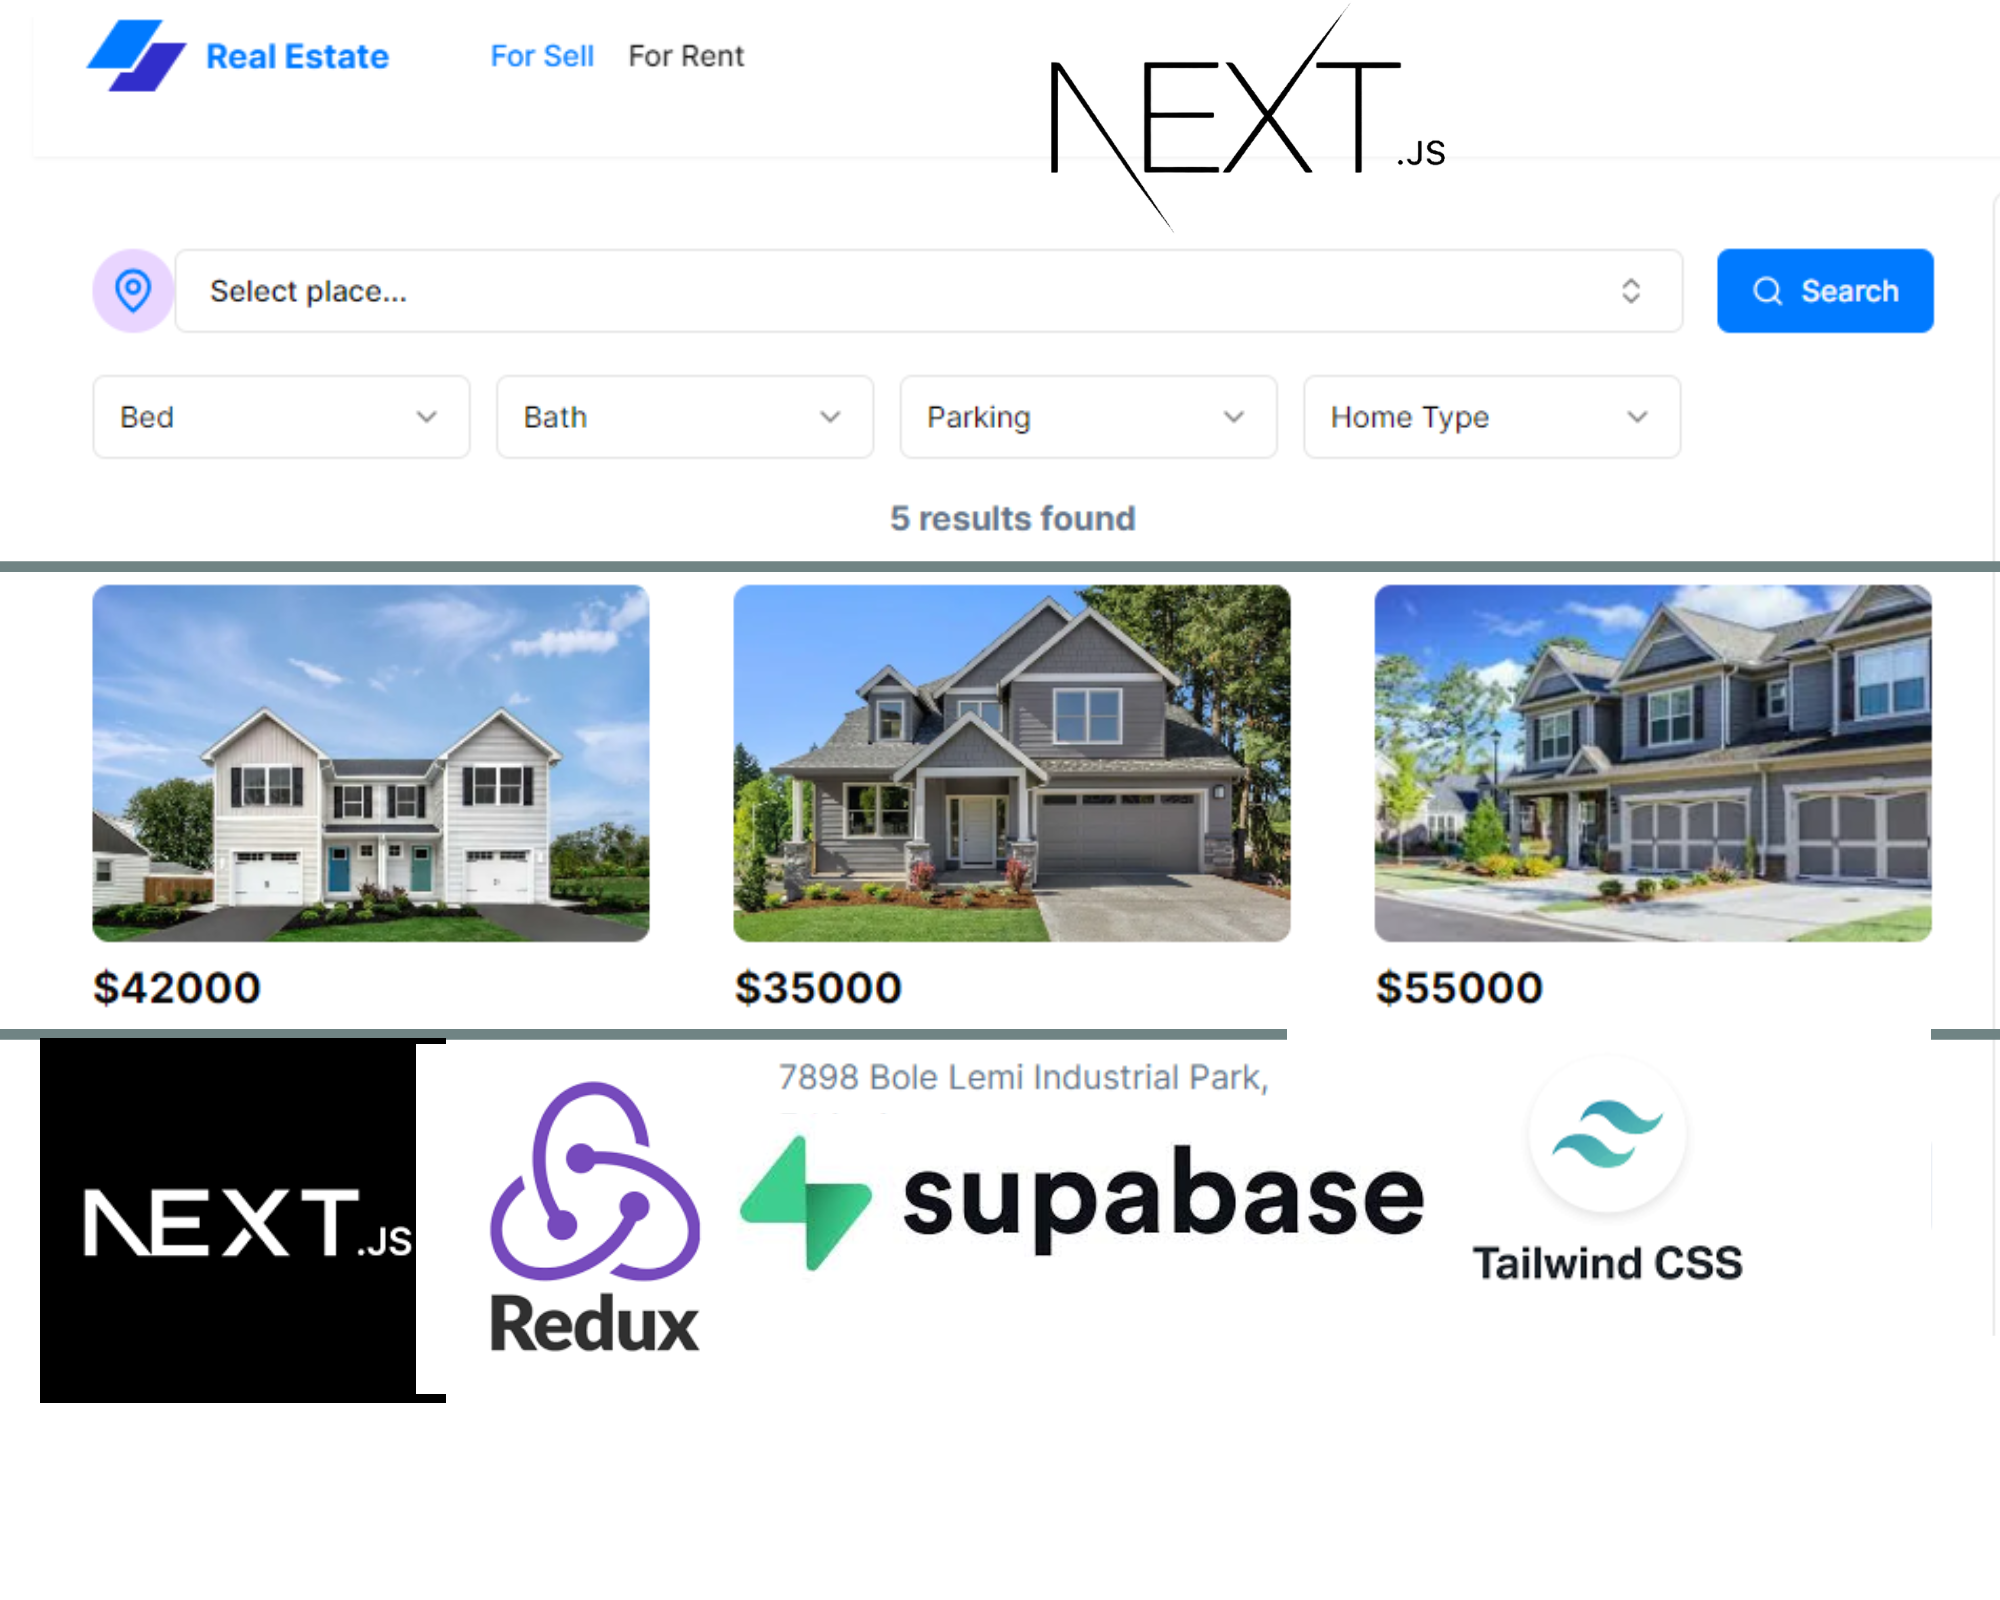 Real Estate
For Sell
For Rent
NEXT.JS
Select place...
Search
Bed
Bath
Parking
Home Type
5 results found
$42000
$35000
$55000
7898 Bole Lemi Industrial Park,
NEXT.JS
Redux
supabase
Tailwind CSS